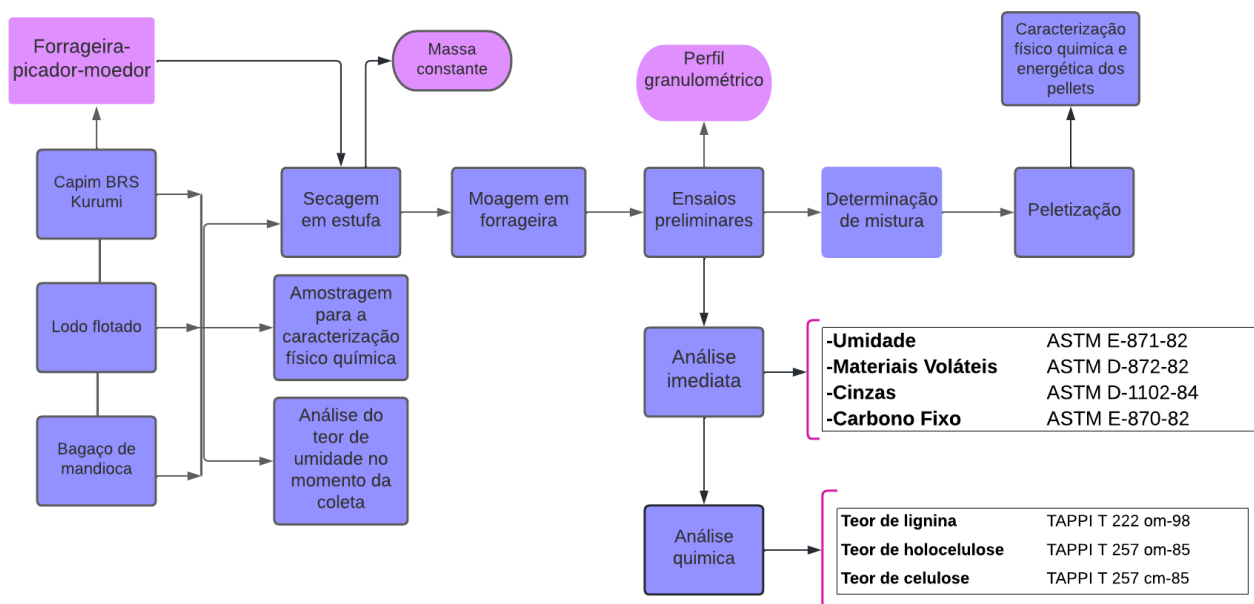 Forrageira-
picador-moedor
Massa
constante
Perfil
granulométrico
Caracterização
físico quimica e
energética dos
pellets
Capim BRS
Kurumi
Secagem
em estufa
Moagem em
forrageira
Ensaios
preliminares
Determinação
de mistura
Peletização
Lodo flotado
Amostragem
para a
caracterização
físico químía
Análise
imediata
-Umidade ASTM E-871-82
-Materiais Voláteis ASTM D-872-82
-Cinzas ASTM D-1102-84
-Carbono Fixo ASTM E-870-82
Bagaço de
mandioca
Análise do
teor de
umidade no
momento da
coleta
Análise
quimica
Teor de lignina TAPPI T 222 om-98
Teor de holocelulose TAPPI T 257 om-85
Teor de celulose TAPPI T 257 cm-85